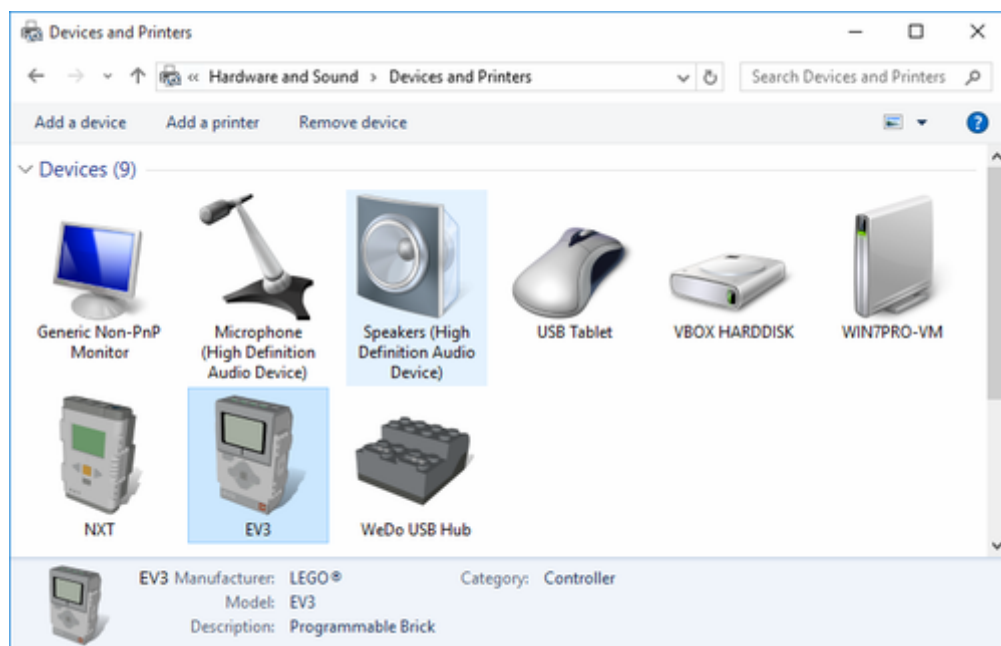 Devices and Printers
« Hardware and Sound › Devices and Printers
Search Devices and Printers
Add a device Add a printer Remove device
?
Devices (9)
Generic Non-PnP
Monitor
Microphone
(High Definition
Audio Device)
Speakers (High
Definition Audio
Device)
USB Tablet
VBOX HARDDISK
WIN7PRO-VM
NXT
EV3
WeDo USB Hub
EV3 Manufacturer: LEGO® Category: Controller
Model: EV3
Description: Programmable Brick